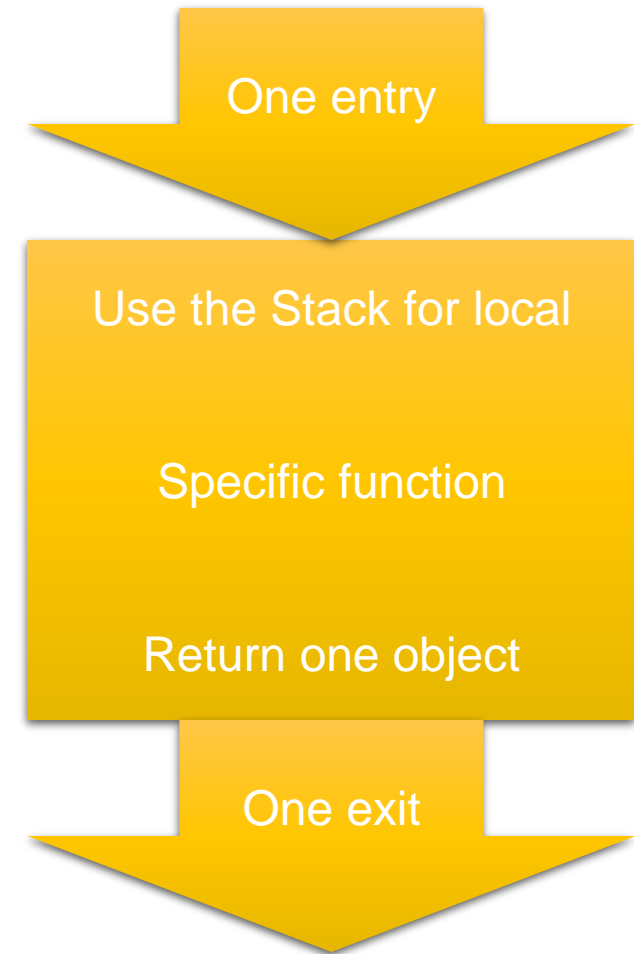 One entry
Use the Stack for local
Specific function
Return one object
One exit